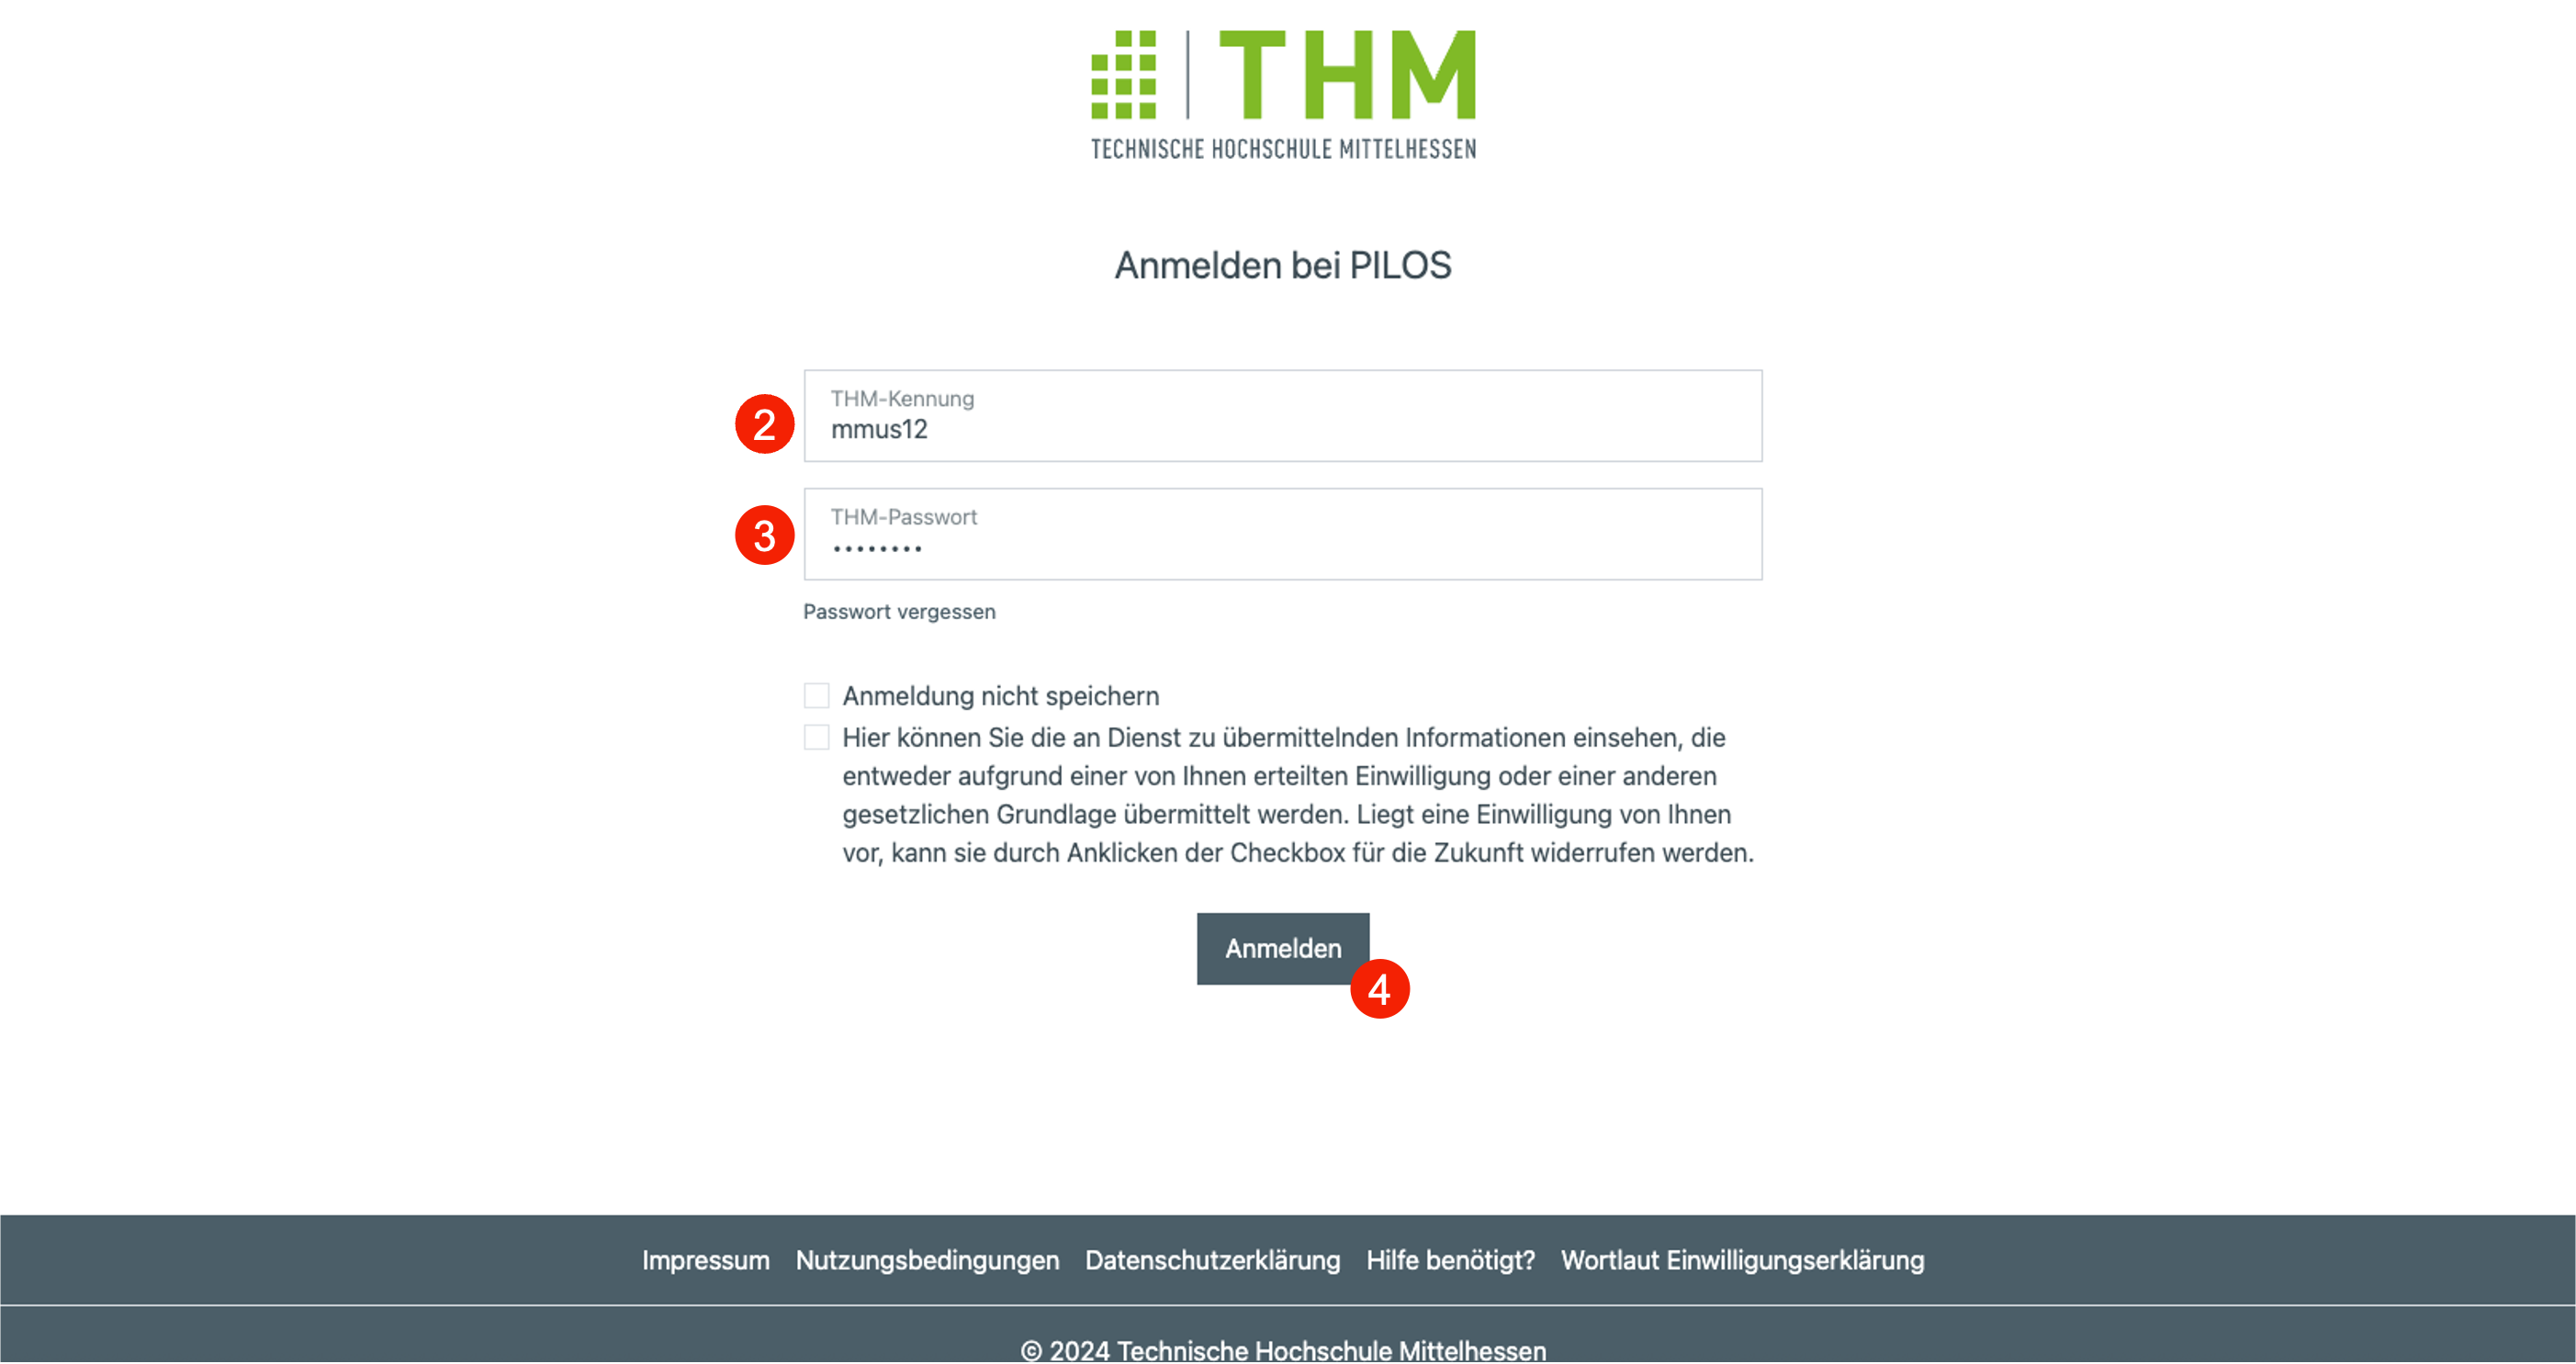 THM
TECHNISCHE HOCHSCHULE MITTELHESSEN
Anmelden bei PILOS
THM-Kennung
2
mmus12
THM-Passwort
3
••••••••
Passwort vergessen
Anmeldung nicht speichern
Hier können Sie die an Dienst zu übermittelnden Informationen einsehen, die
entweder aufgrund einer von Ihnen erteilten Einwilligung oder einer anderen
gesetzlichen Grundlage übermittelt werden. Liegt eine Einwilligung von Ihnen
vor, kann sie durch Anklicken der Checkbox für die Zukunft widerrufen werden.
Anmelden
4
Impressum Nutzungsbedingungen Datenschutzerklärung Hilfe benötigt? Wortlaut Einwilligungserklärung
© 2024 Technische Hochschule Mittelhessen